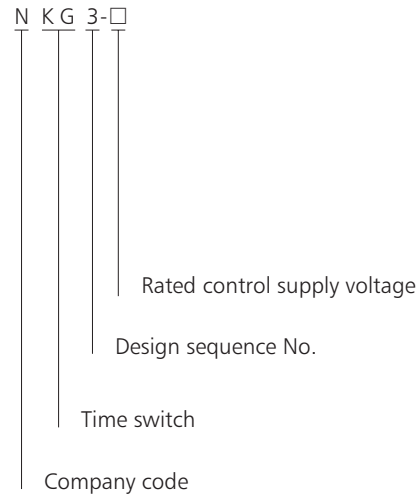 N KG 3-□
Rated control supply voltage
Design sequence No.
Time switch
Company code